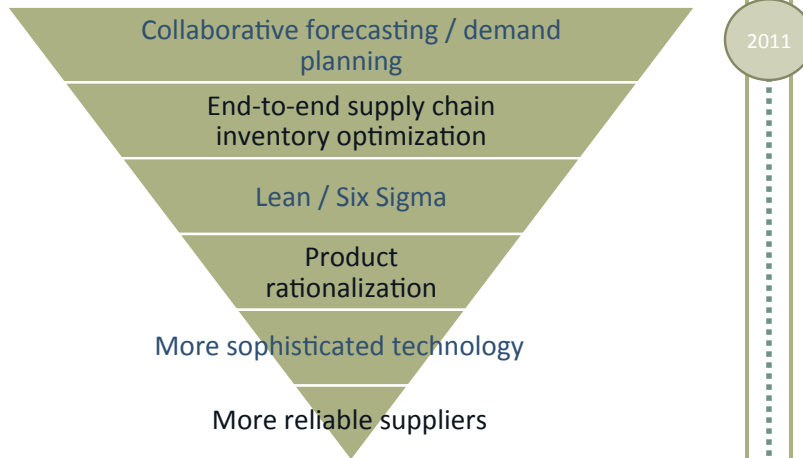 Collaborative forecasting / demand
planning
2011
End-to-end supply chain
inventory optimization
Lean / Six Sigma
Product
rationalization
More sophisticated technology
More reliable suppliers